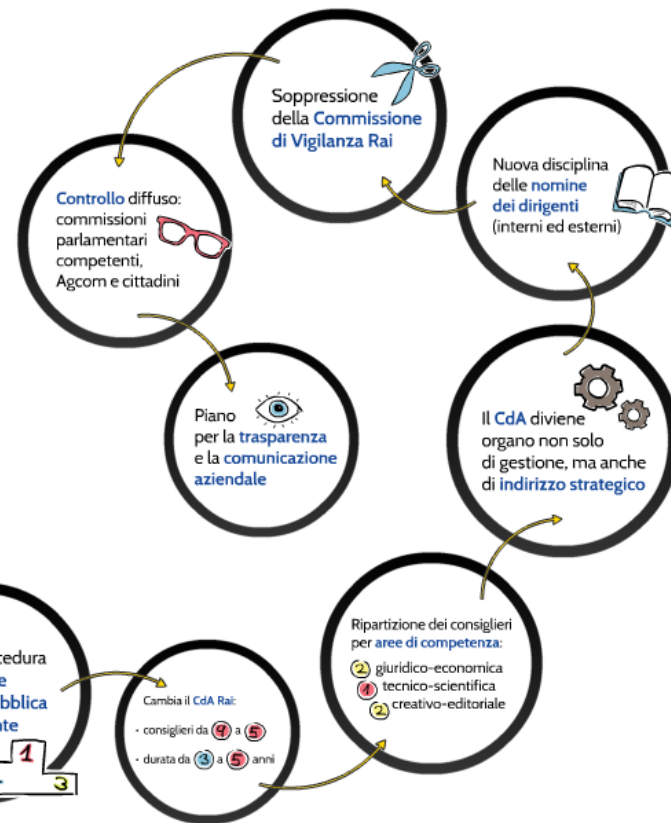 Soppressione
della Commissione
di Vigilanza Rai
Nuova disciplina
delle nomine
dei dirigenti
(interni ed esterni)
Controllo diffuso:
commissioni
parlamentari
competenti,
Agcom e cittadini
Piano
per la trasparenza
e la comunicazione
aziendale
Il CdA diviene
organo non solo
di gestione, ma anche
di indirizzo strategico
Ripartizione dei consiglieri
per aree di competenza:
2 giuridico-economica
1 tecnico-scientifica
2 creativo-editoriale
Cambia il CdA Rai:
- consiglieri da 9 a 5
- durata da 3 a 5 anni
1
3